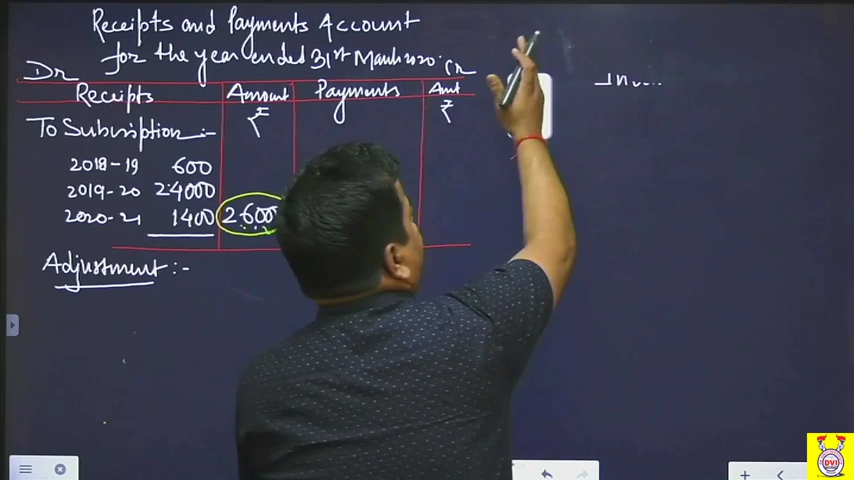 Receipts and Payments Account
for the year ended 31st March 2020.
Dr Cr
Receipts Amount ₹ Payments Amt ₹
To Subscription :-
2018-19 600
2019-20 24000
2020-21 1400 2600
Adjustment :-
DVI